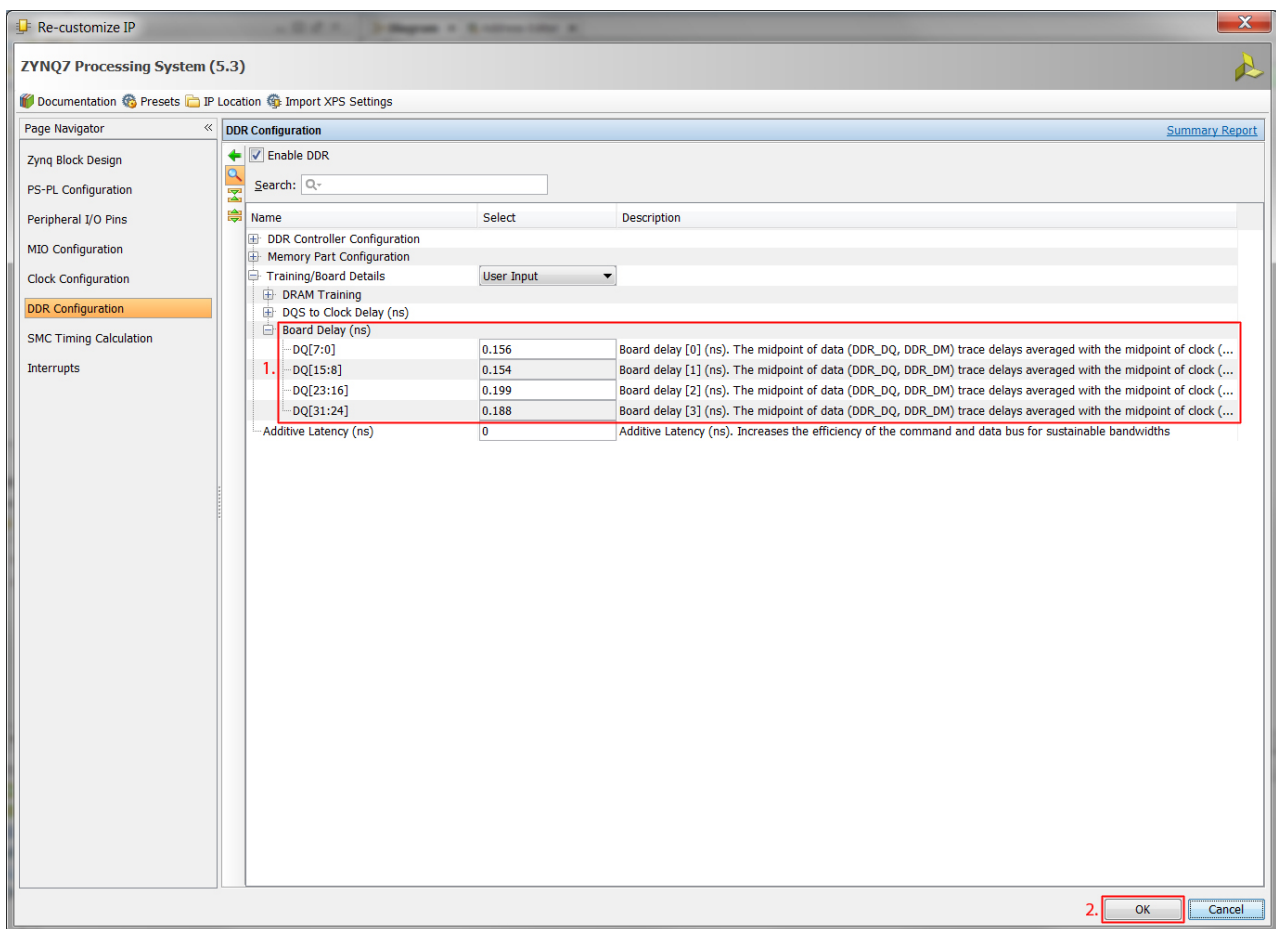 Re-customize IP
ZYNQ7 Processing System (5.3)
Documentation Presets IP Location Import XPS Settings
Page Navigator «
DDR Configuration Summary Report
Zynq Block Design
PS-PL Configuration
Peripheral I/O Pins
MIO Configuration
Clock Configuration
DDR Configuration
SMC Timing Calculation
Interrupts
Enable DDR
Search:
Name Select Description
DDR Controller Configuration
Memory Part Configuration
Training/Board Details User Input
DRAM Training
DQS to Clock Delay (ns)
Board Delay (ns)
DQ[7:0] 0.156 Board delay [0] (ns). The midpoint of data (DDR_DQ, DDR_DM) trace delays averaged with the midpoint of clock (...
1. DQ[15:8] 0.154 Board delay [1] (ns). The midpoint of data (DDR_DQ, DDR_DM) trace delays averaged with the midpoint of clock (...
DQ[23:16] 0.199 Board delay [2] (ns). The midpoint of data (DDR_DQ, DDR_DM) trace delays averaged with the midpoint of clock (...
DQ[31:24] 0.188 Board delay [3] (ns). The midpoint of data (DDR_DQ, DDR_DM) trace delays averaged with the midpoint of clock (...
Additive Latency (ns) 0 Additive Latency (ns). Increases the efficiency of the command and data bus for sustainable bandwidths
2. OK Cancel